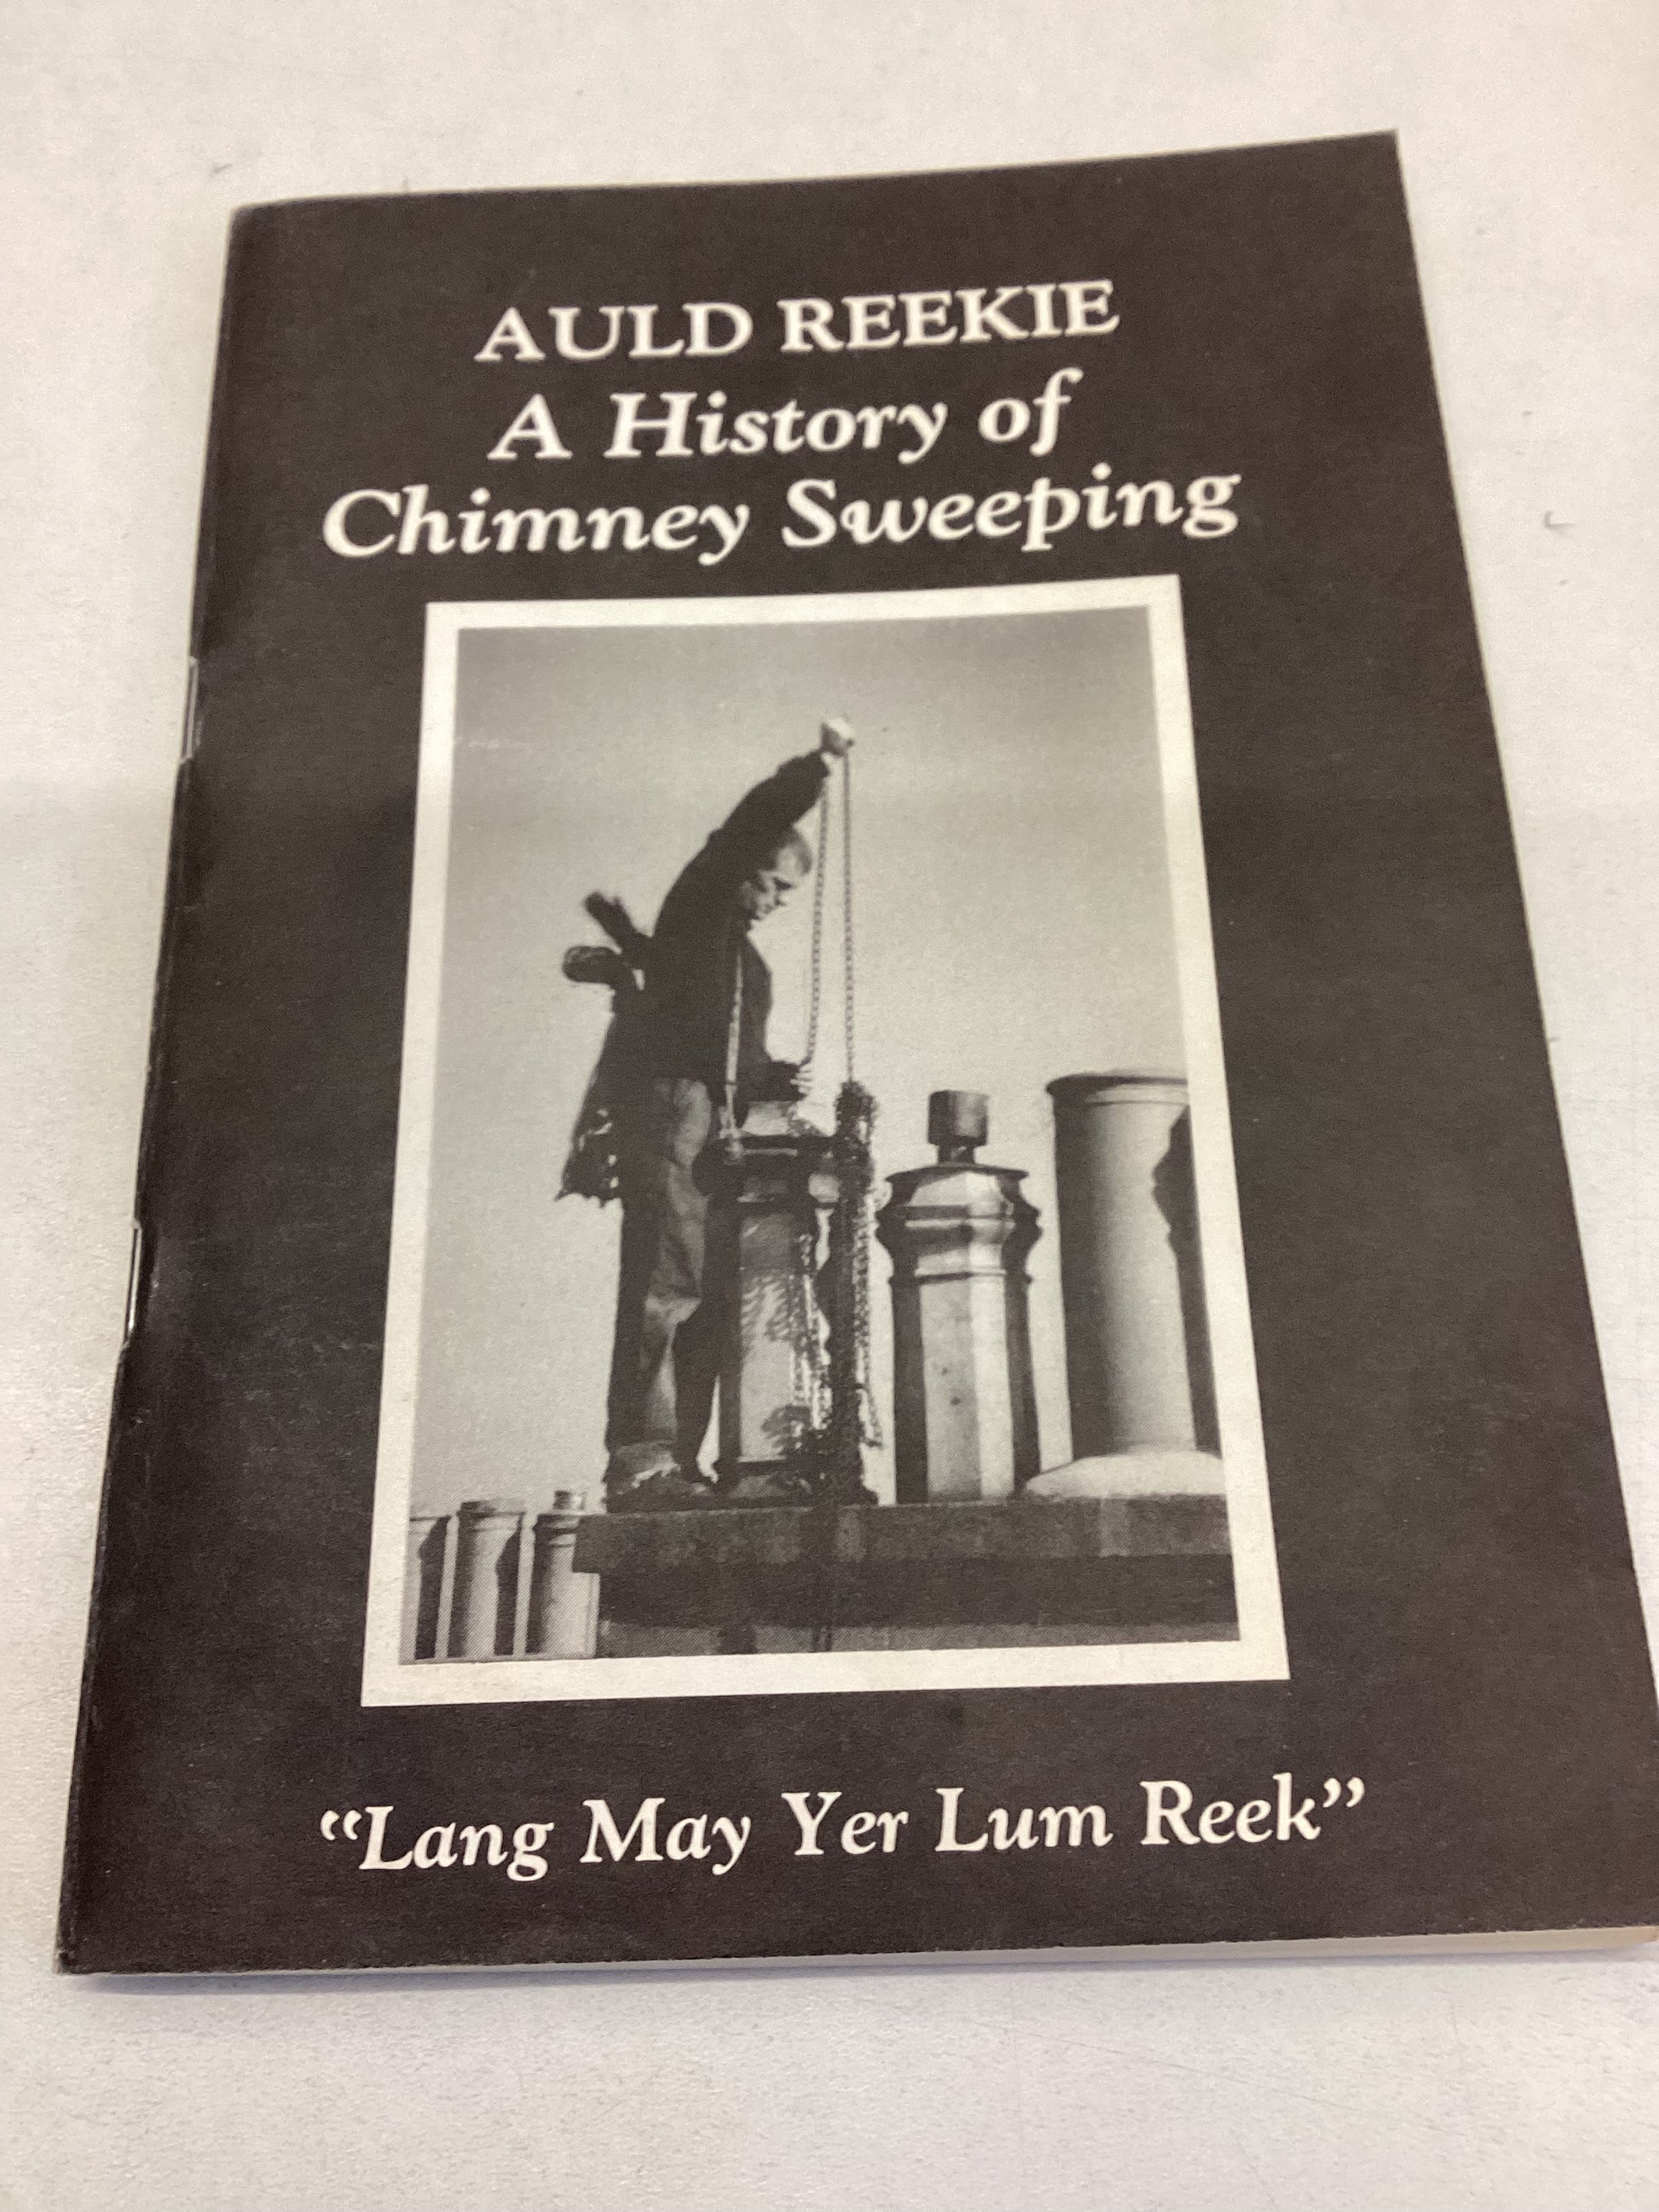 AULD REEKIE
A History of
Chimney Sweeping
“Lang May Yer Lum Reek”